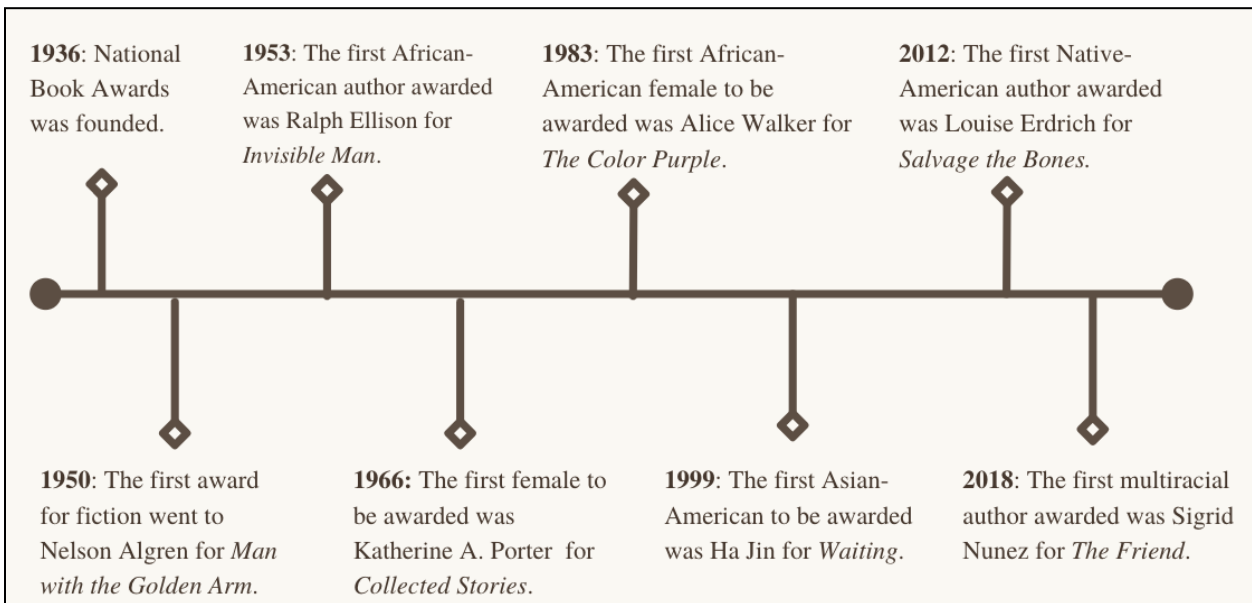 1936: National
Book Awards
was founded.
1953: The first African-
American author awarded
was Ralph Ellison for
Invisible Man.
1983: The first African-
American female to be
awarded was Alice Walker for
The Color Purple.
2012: The first Native-
American author awarded
was Louise Erdrich for
Salvage the Bones.
1950: The first award
for fiction went to
Nelson Algren for Man
with the Golden Arm.
1966: The first female to
be awarded was
Katherine A. Porter for
Collected Stories.
1999: The first Asian-
American to be awarded
was Ha Jin for Waiting.
2018: The first multiracial
author awarded was Sigrid
Nunez for The Friend.